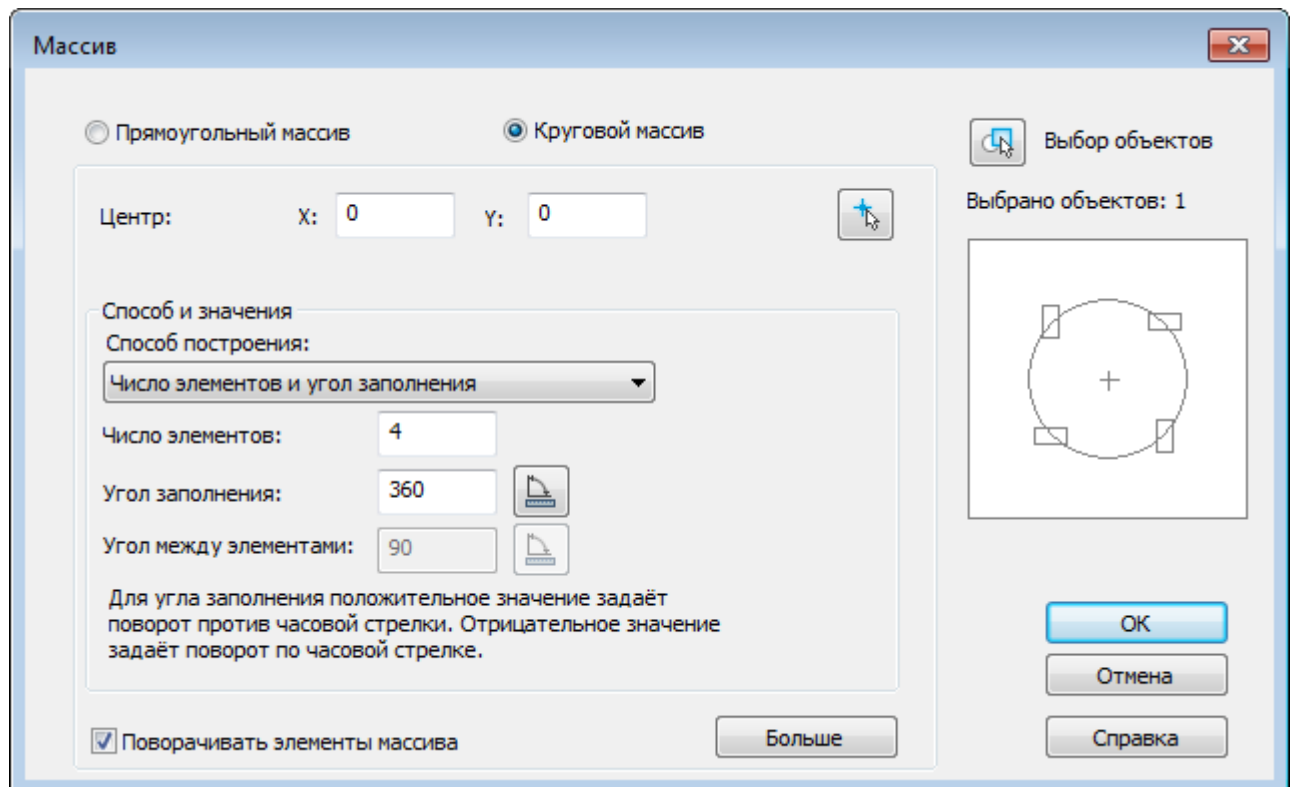 Массив
Прямоугольный массив
Круговой массив
Выбор объектов
Центр: X: 0 Y: 0
Выбрано объектов: 1
Способ и значения
Способ построения:
Число элементов и угол заполнения
Число элементов: 4
Угол заполнения: 360
Угол между элементами: 90
Для угла заполнения положительное значение задаёт
поворот против часовой стрелки. Отрицательное значение
задаёт поворот по часовой стрелке.
OK
Отмена
Поворачивать элементы массива
Больше
Справка